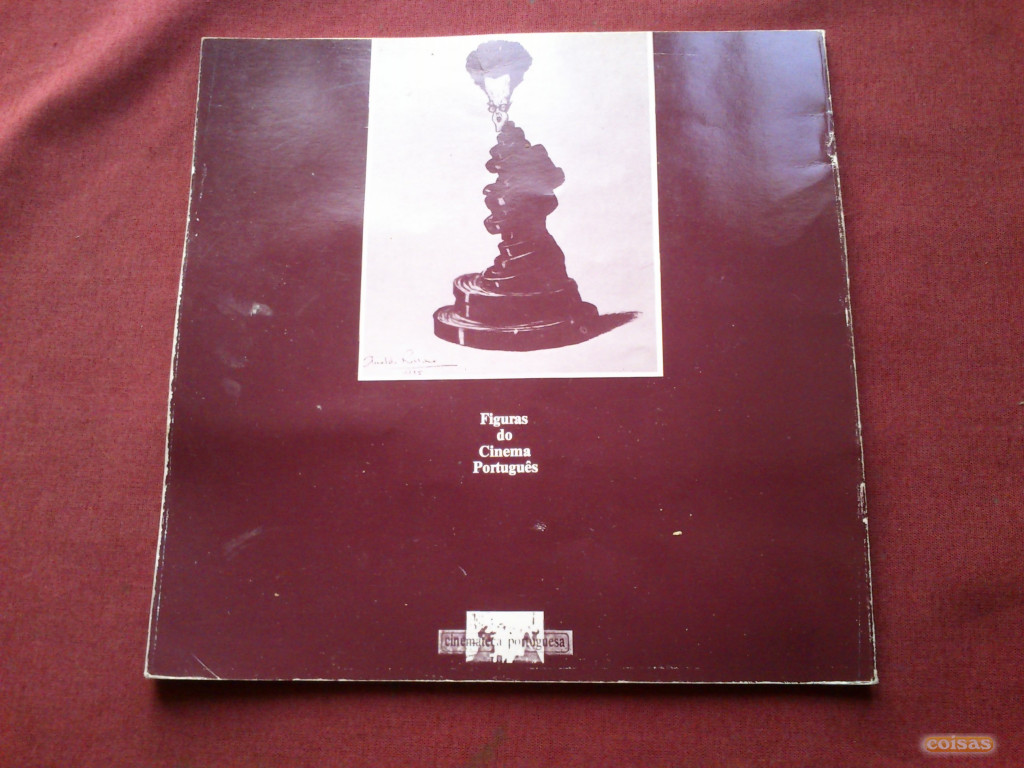 Figuras
do
Cinema
Português
cinemateca portuguesa
coisas